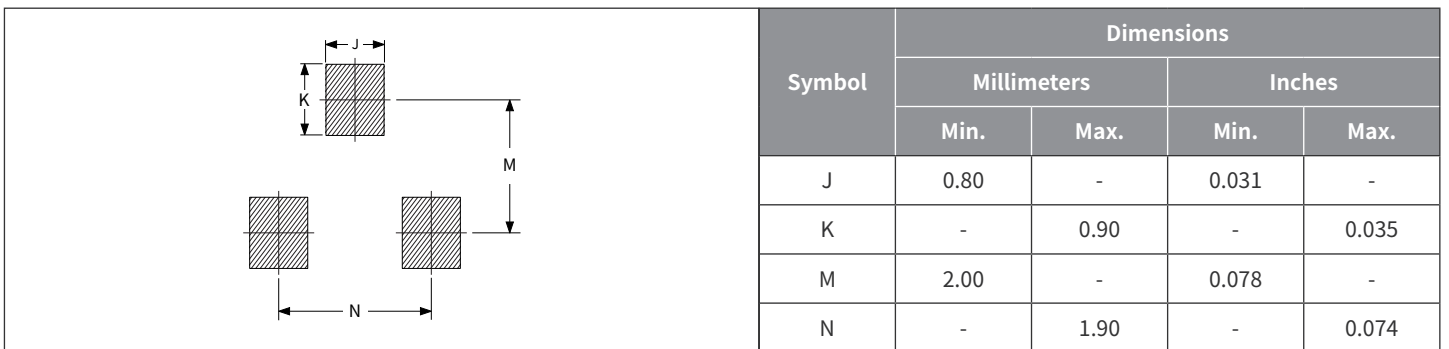 J
K
M
N
Symbol Dimensions
Millimeters Inches
Min. Max. Min. Max.
J 0.80 - 0.031 -
K - 0.90 - 0.035
M 2.00 - 0.078 -
N - 1.90 - 0.074